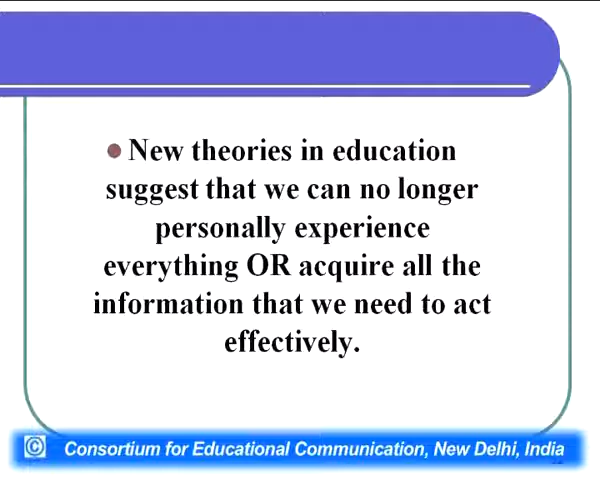 New theories in education
suggest that we can no longer
personally experience
everything OR acquire all the
information that we need to act
effectively.
© Consortium for Educational Communication, New Delhi, India